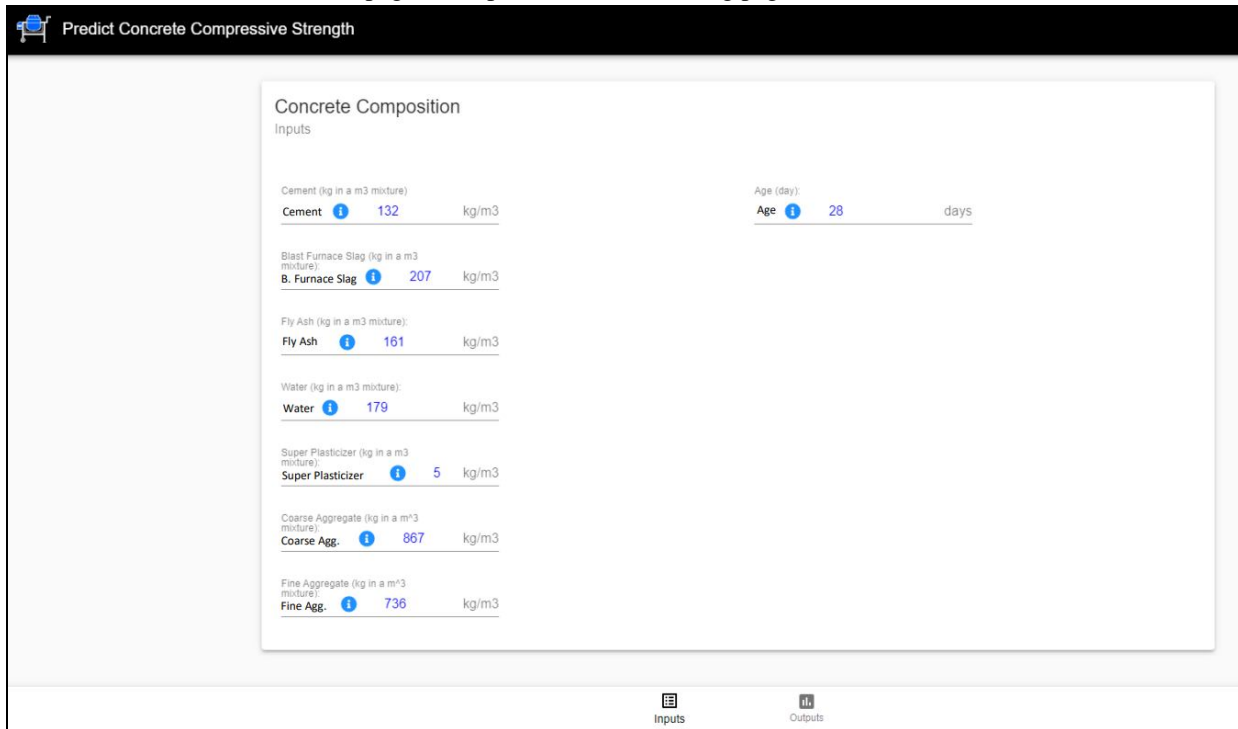 Predict Concrete Compressive Strength
Concrete Composition
Inputs
Cement (kg in a m3 mixture)
Cement i 132 kg/m3
Age (day):
Age i 28 days
Blast Furnace Slag (kg in a m3
mixture):
B. Furnace Slag i 207 kg/m3
Fly Ash (kg in a m3 mixture):
Fly Ash i 161 kg/m3
Water (kg in a m3 mixture):
Water i 179 kg/m3
Super Plasticizer (kg in a m3
mixture):
Super Plasticizer i 5 kg/m3
Coarse Aggregate (kg in a m^3
mixture):
Coarse Agg. i 867 kg/m3
Fine Aggregate (kg in a m^3
mixture):
Fine Agg. i 736 kg/m3
Inputs Outputs